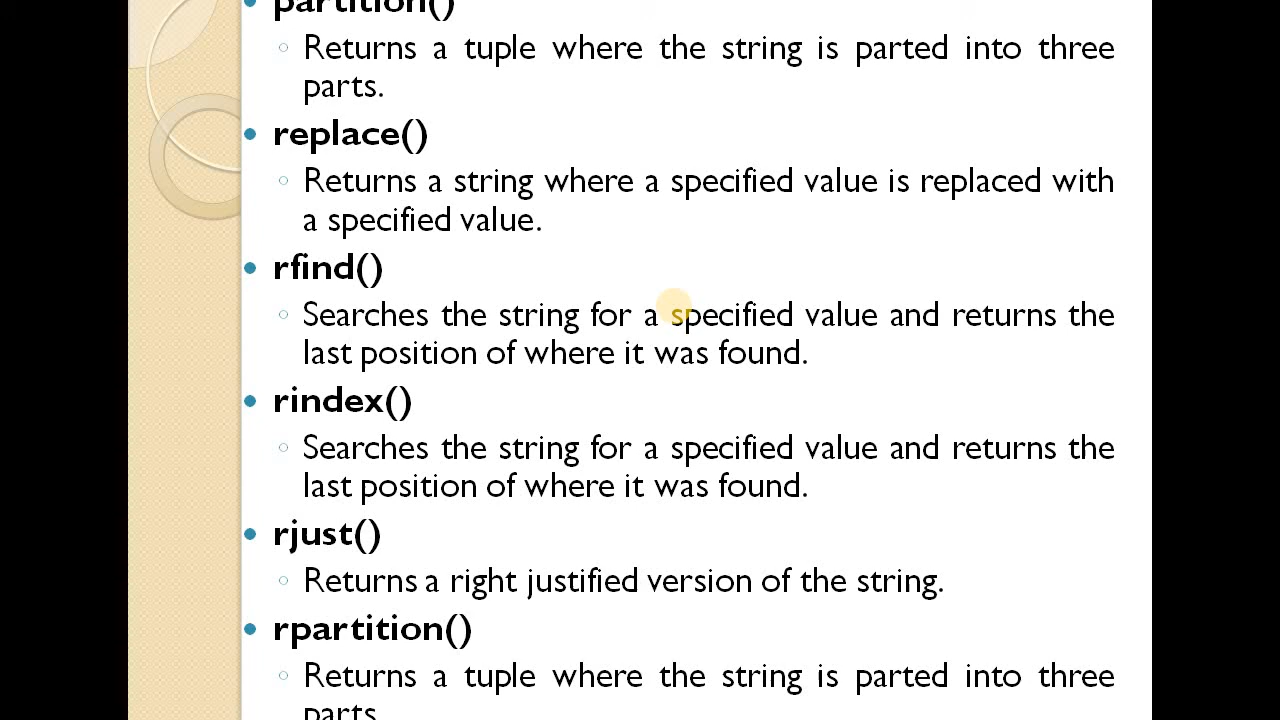 • partition()
◦ Returns a tuple where the string is parted into three
parts.
• replace()
◦ Returns a string where a specified value is replaced with
a specified value.
• rfind()
◦ Searches the string for a specified value and returns the
last position of where it was found.
• rindex()
◦ Searches the string for a specified value and returns the
last position of where it was found.
• rjust()
◦ Returns a right justified version of the string.
• rpartition()
◦ Returns a tuple where the string is parted into three
parts